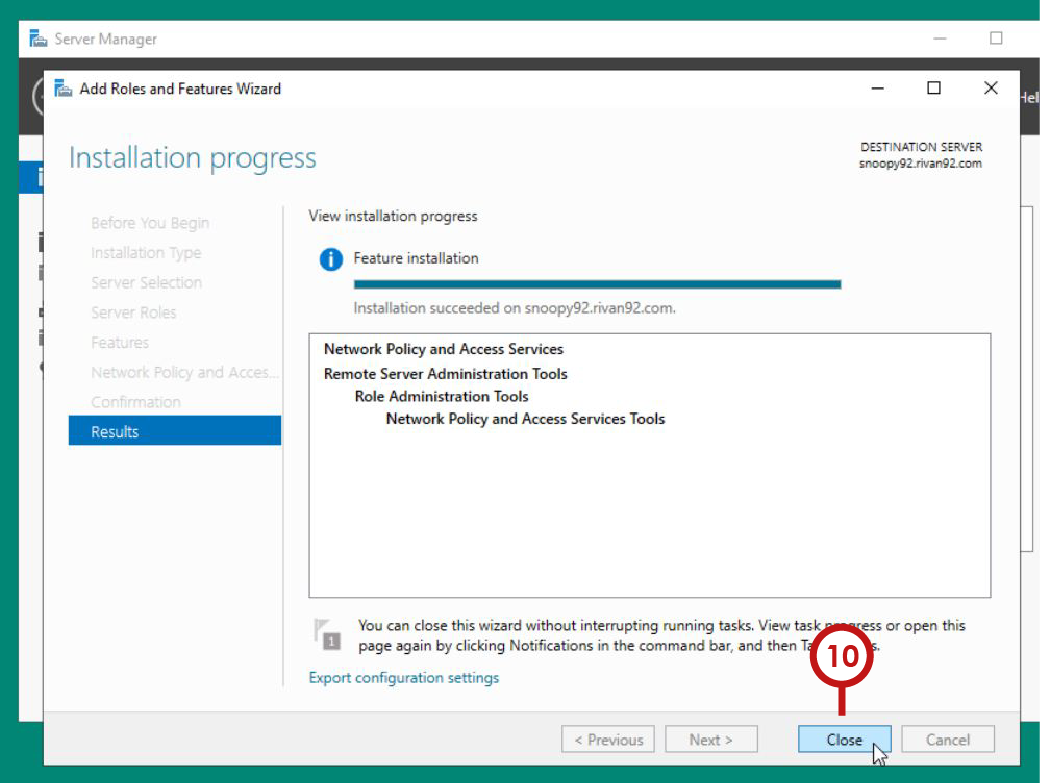 Server Manager
Add Roles and Features Wizard
Hel
Installation progress
DESTINATION SERVER
snoopy92.rivan92.com
Before You Begin
Installation Type
Server Selection
Server Roles
Features
Network Policy and Acces...
Confirmation
Results
View installation progress
Feature installation
Installation succeeded on snoopy92.rivan92.com.
Network Policy and Access Services
Remote Server Administration Tools
Role Administration Tools
Network Policy and Access Services Tools
1
You can close this wizard without interrupting running tasks. View task progress or open this
page again by clicking Notifications in the command bar, and then
10
Export configuration settings
< Previous
Next >
Close
Cancel